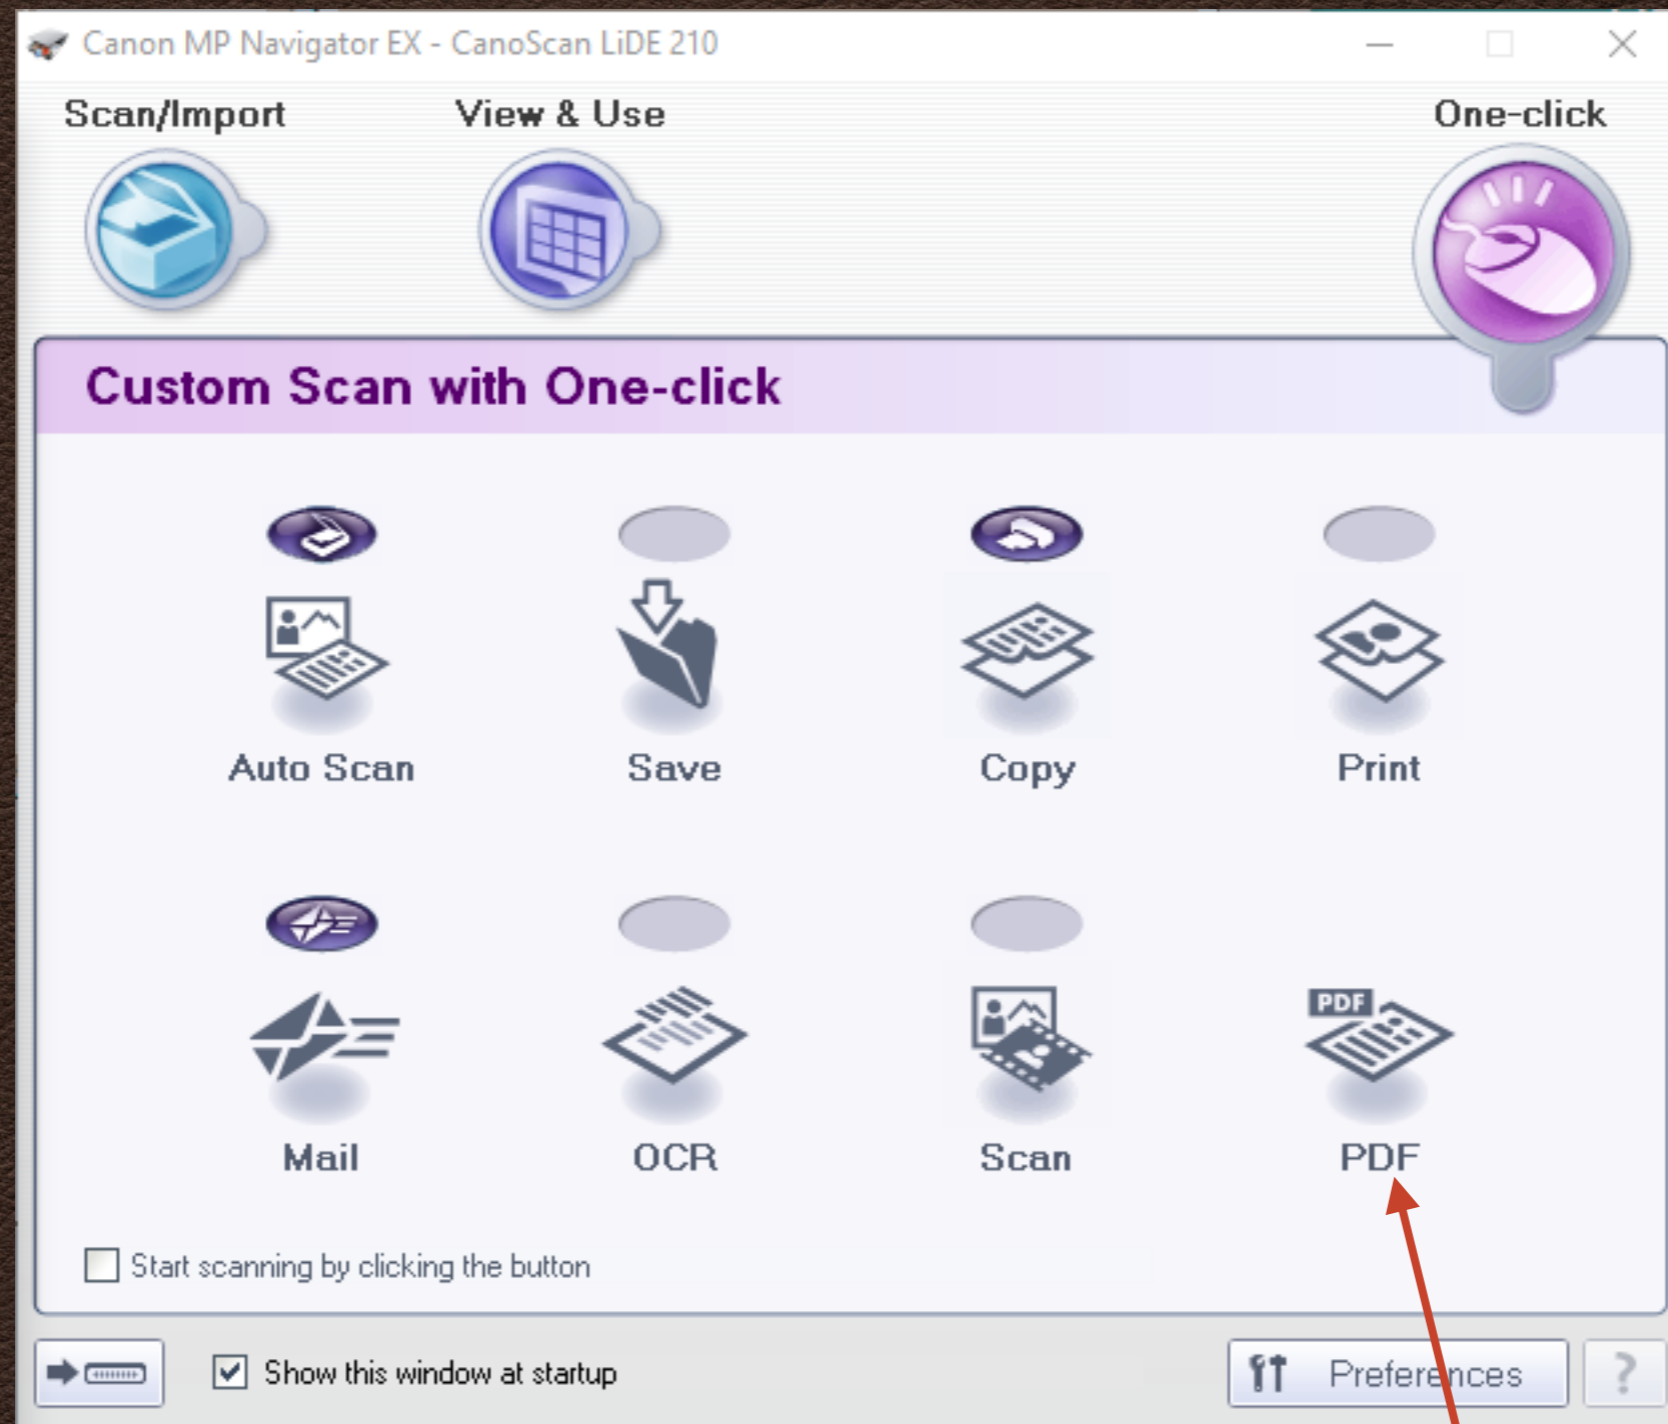 Canon MP Navigator EX - CanoScan LiDE 210
Scan/Import View & Use One-click
Custom Scan with One-click
Auto Scan Save Copy Print
PDF
Mail OCR Scan PDF
Start scanning by clicking the button
Show this window at startup Preferences ?